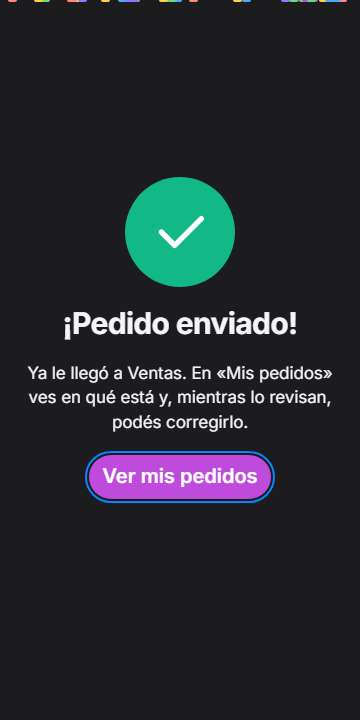 ¡Pedido enviado!
Ya le llegó a Ventas. En «Mis pedidos»
ves en qué está y, mientras lo revisan,
podés corregirlo.
Ver mis pedidos